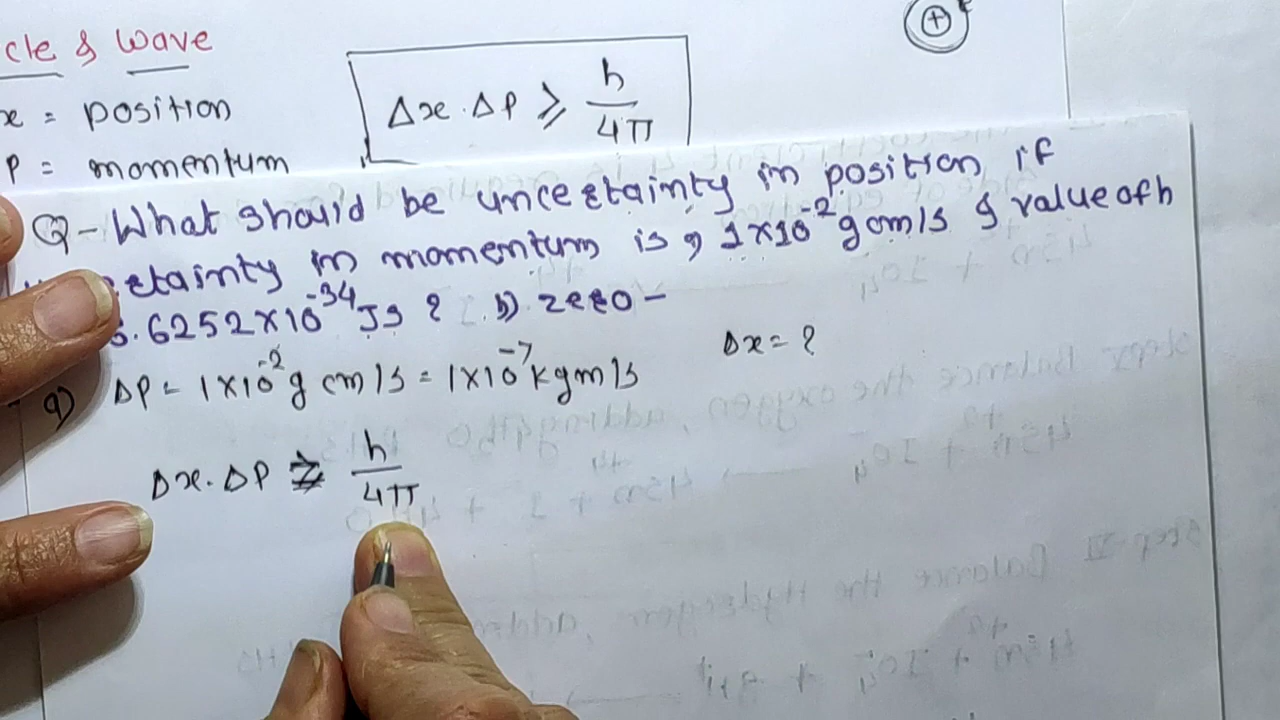 cle & wave
x = position
Δx.Δp ≥ h/4π
p = momentum
Q- What should be uncertainty in position if
certainty in momentum is a) 1×10⁻² g cm/s & value of h
6.6252×10⁻³⁴ Js ? b) zero -
Δx = ?
a) Δp = 1×10⁻² g cm/s = 1×10⁻⁷ kg m/s
Δx.Δp ≥ h/4π